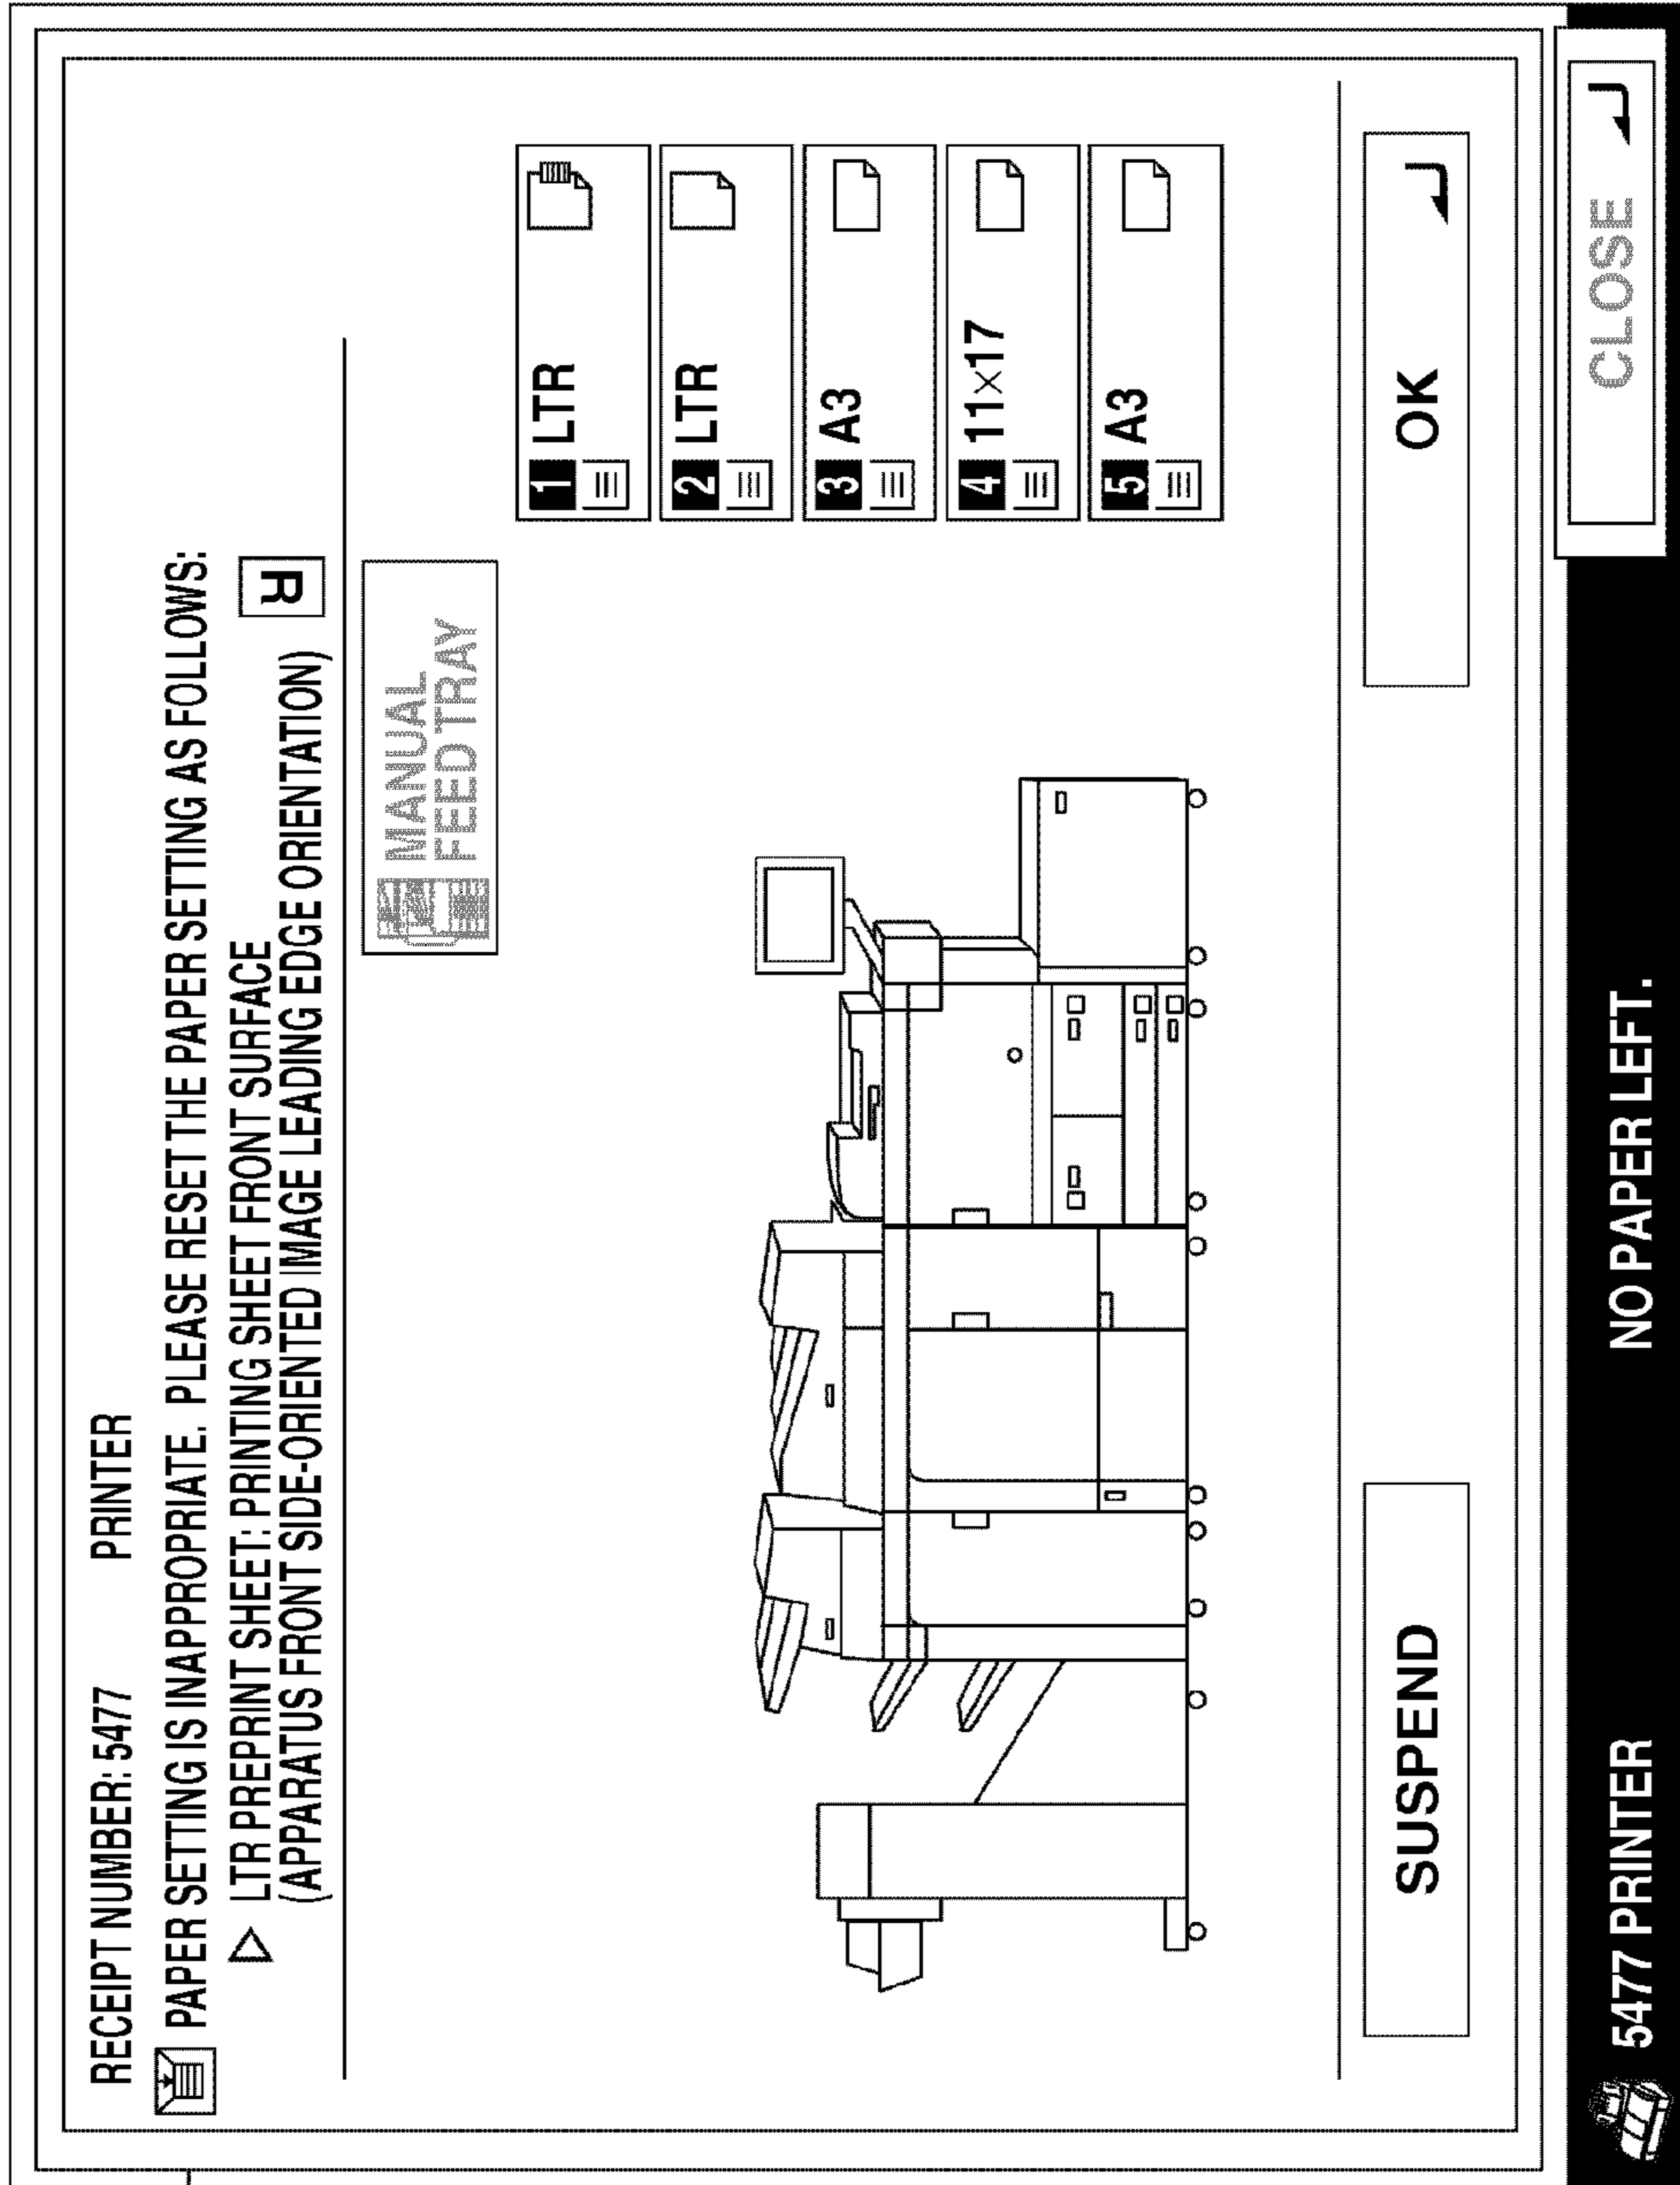 RECEIPT NUMBER: 5477 PRINTER
PAPER SETTING IS INAPPROPRIATE. PLEASE RESET THE PAPER SETTING AS FOLLOWS:
LTR PREPRINT SHEET: PRINTING SHEET FRONT SURFACE
(APPARATUS FRONT SIDE-ORIENTED IMAGE LEADING EDGE ORIENTATION)
R
MANUAL
FEED TRAY
1 LTR
2 LTR
3 A3
4 11×17
5 A3
SUSPEND
OK
5477 PRINTER
NO PAPER LEFT.
CLOSE